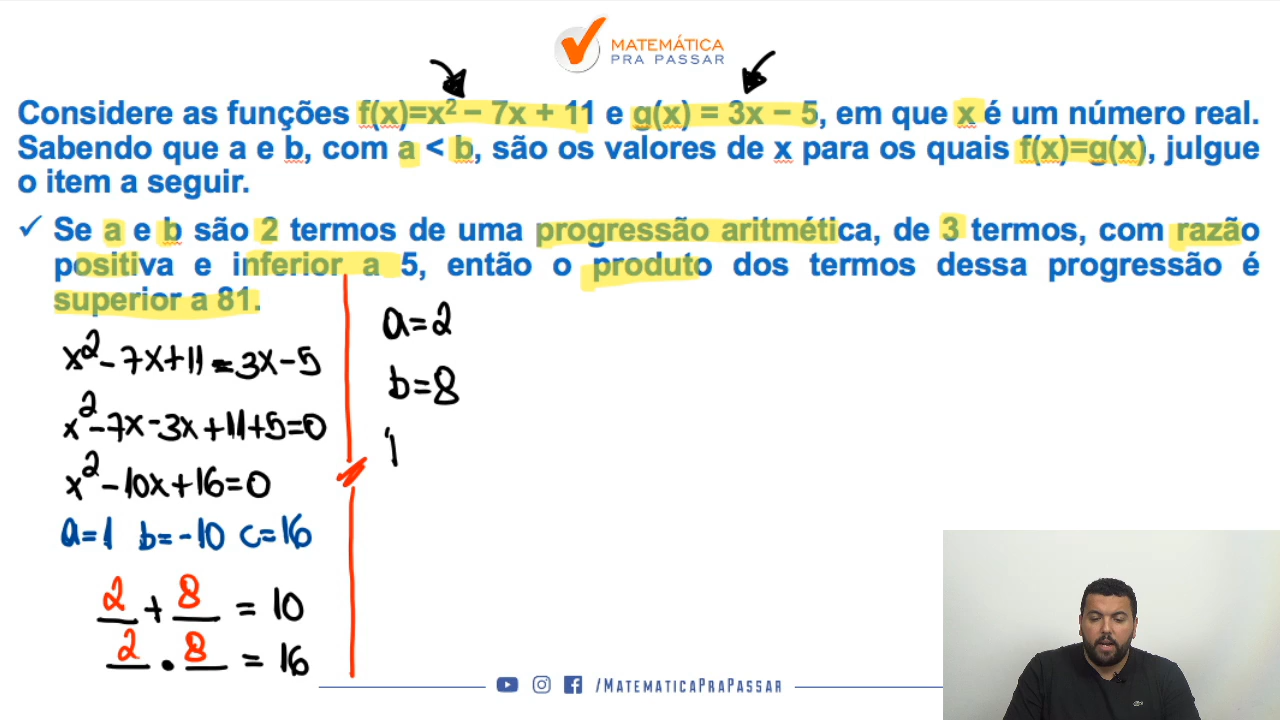 MATEMÁTICA
PRA PASSAR
Considere as funções f(x)=x² – 7x + 11 e g(x) = 3x – 5, em que x é um número real.
Sabendo que a e b, com a < b, são os valores de x para os quais f(x)=g(x), julgue
o item a seguir.
✓ Se a e b são 2 termos de uma progressão aritmética, de 3 termos, com razão
positiva e inferior a 5, então o produto dos termos dessa progressão é
superior a 81.
x²-7x+11=3x-5
x²-7x-3x+11+5=0
x²-10x+16=0
a=1 b=-10 c=16
2 + 8 = 10
2 . 8 = 16
a=2
b=8
/MatematicaPraPassar